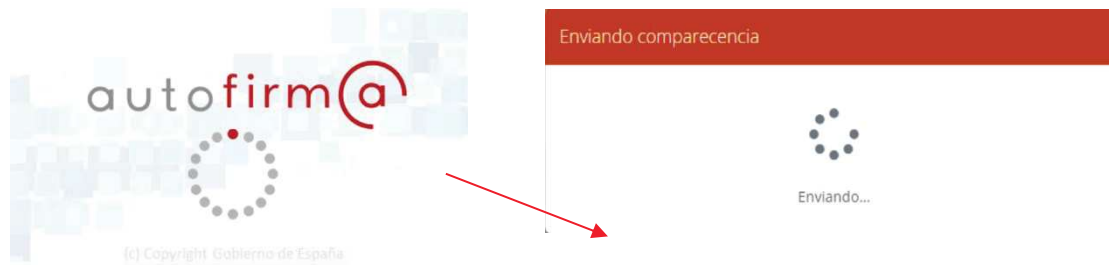 autofirm@
(c) Copyright Gobierno de España
Enviando comparecencia
Enviando...